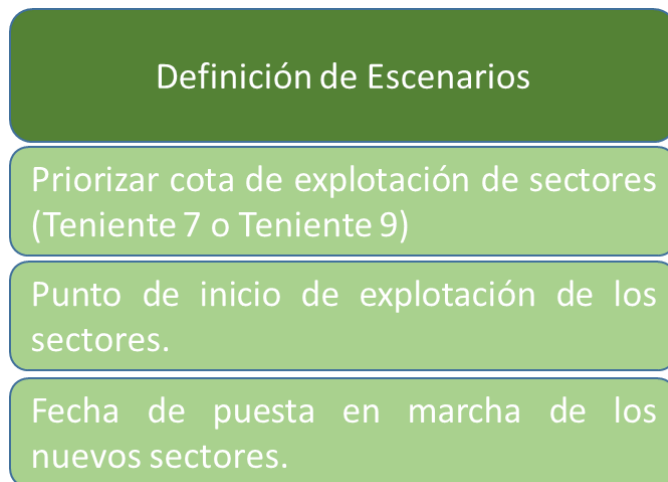 Definición de Escenarios
Priorizar cota de explotación de sectores
(Teniente 7 o Teniente 9)
Punto de inicio de explotación de los
sectores.
Fecha de puesta en marcha de los
nuevos sectores.